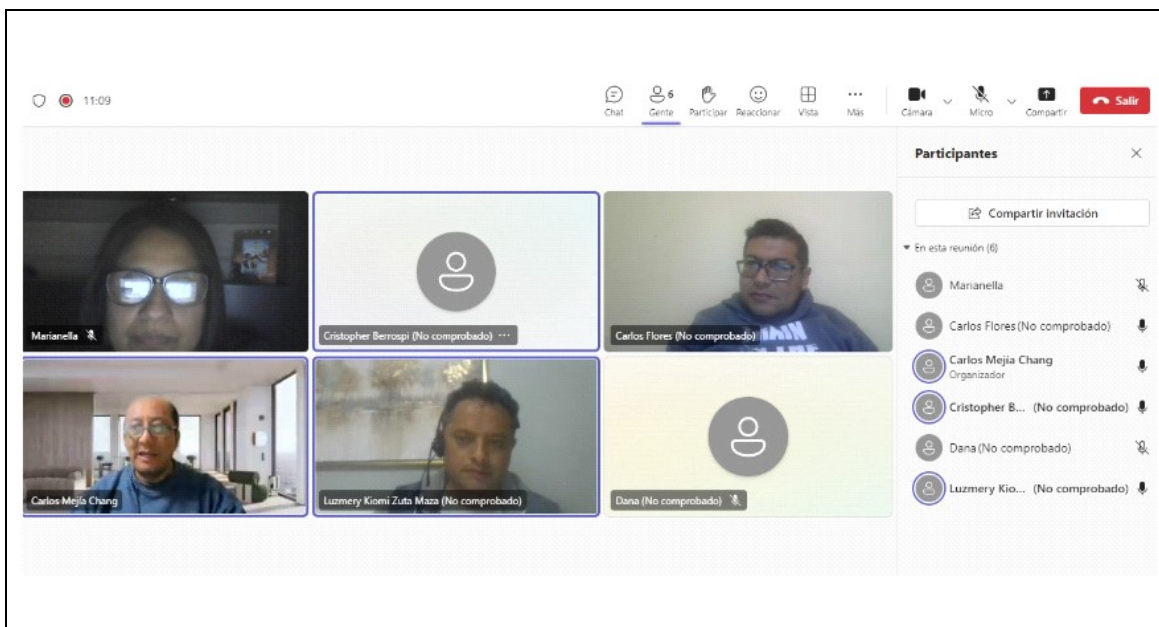 11:09
6
Chat
Gente
Participar
Reaccionar
Vista
Más
Cámara
Micro
Compartir
Salir
Participantes
Compartir invitación
En esta reunión (6)
Marianella
Carlos Flores (No comprobado)
Carlos Mejía Chang
Organizador
Cristopher B... (No comprobado)
Dana (No comprobado)
Luzmery Kio... (No comprobado)
Marianella
Cristopher Berrospi (No comprobado) ...
Carlos Flores (No comprobado)
Carlos Mejía Chang
Luzmery Kiomi Zuta Maza (No comprobado)
Dana (No comprobado)